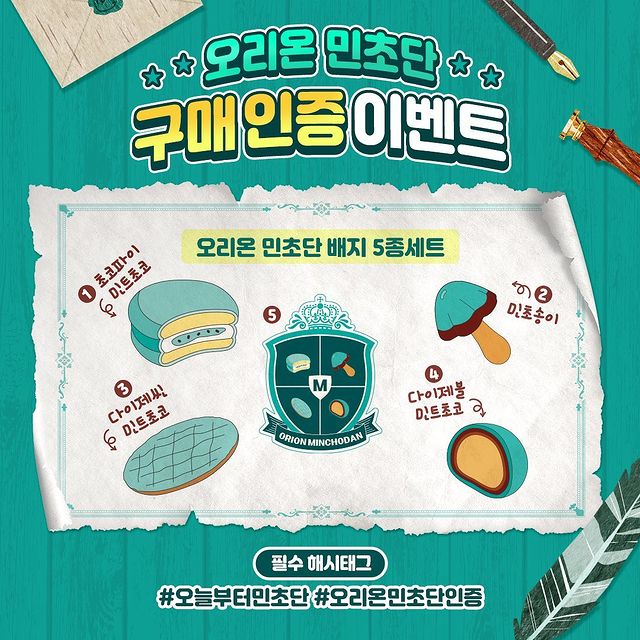 오리온 민초단
구매 인증 이벤트
오리온 민초단 배지 5종세트
1 초코파이
민트초코
2
민초송이
3
다이제씬
민트초코
4
다이제볼
민트초코
5
M
ORION MINCHODAN
필수 해시태그
#오늘부터민초단 #오리온민초단인증